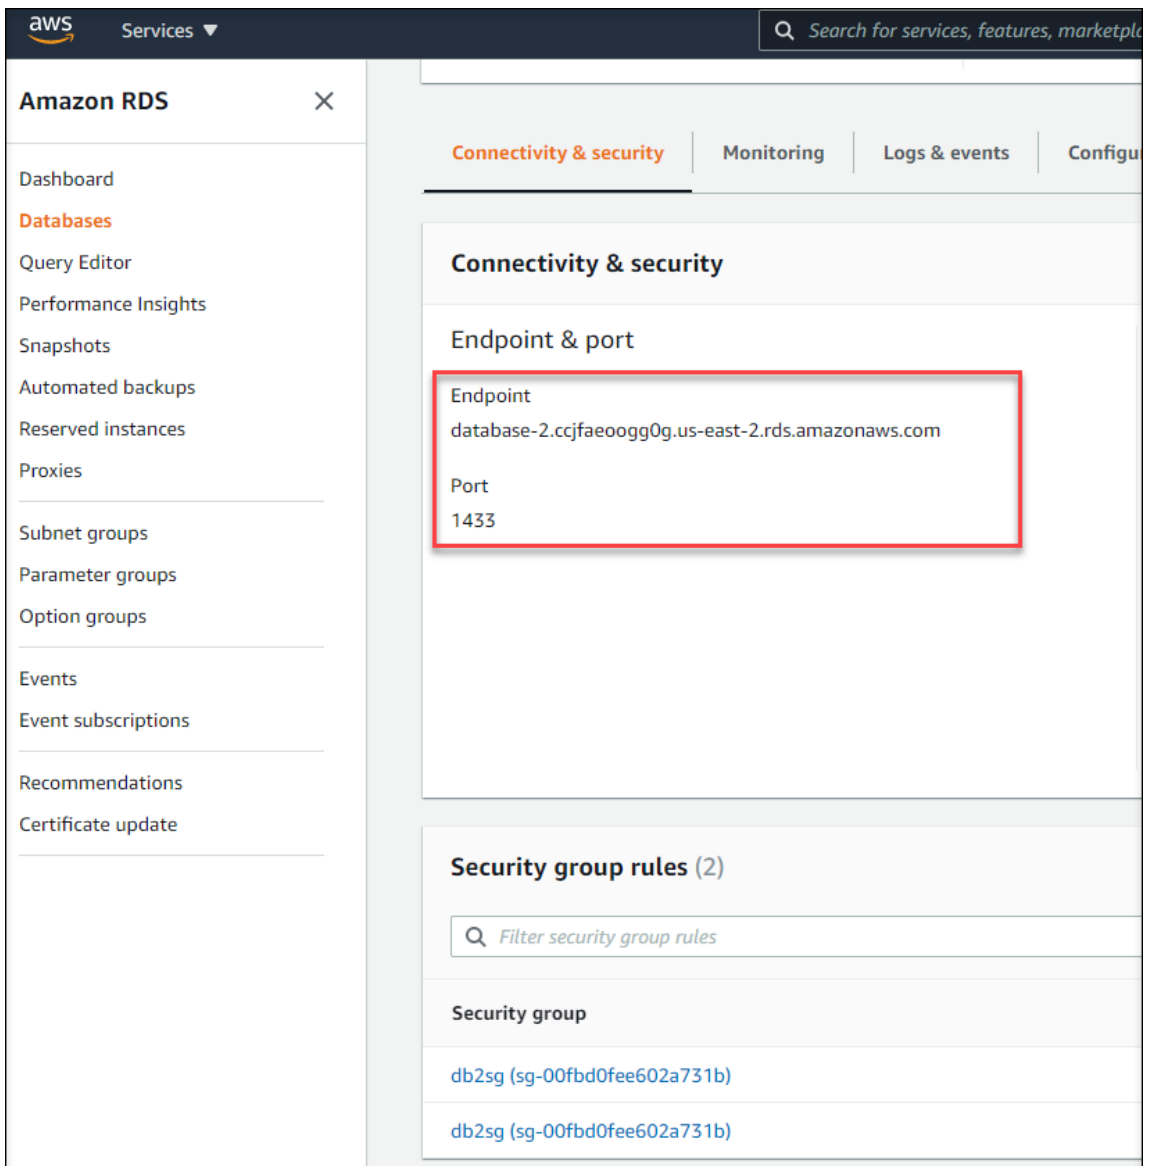 aws Services ▼ Search for services, features, marketpla
Amazon RDS
Dashboard
Databases
Query Editor
Performance Insights
Snapshots
Automated backups
Reserved instances
Proxies
Subnet groups
Parameter groups
Option groups
Events
Event subscriptions
Recommendations
Certificate update
Connectivity & security Monitoring Logs & events Configu
Connectivity & security
Endpoint & port
Endpoint
database-2.ccjfaeoogg0g.us-east-2.rds.amazonaws.com
Port
1433
Security group rules (2)
Filter security group rules
Security group
db2sg (sg-00fbd0fee602a731b)
db2sg (sg-00fbd0fee602a731b)